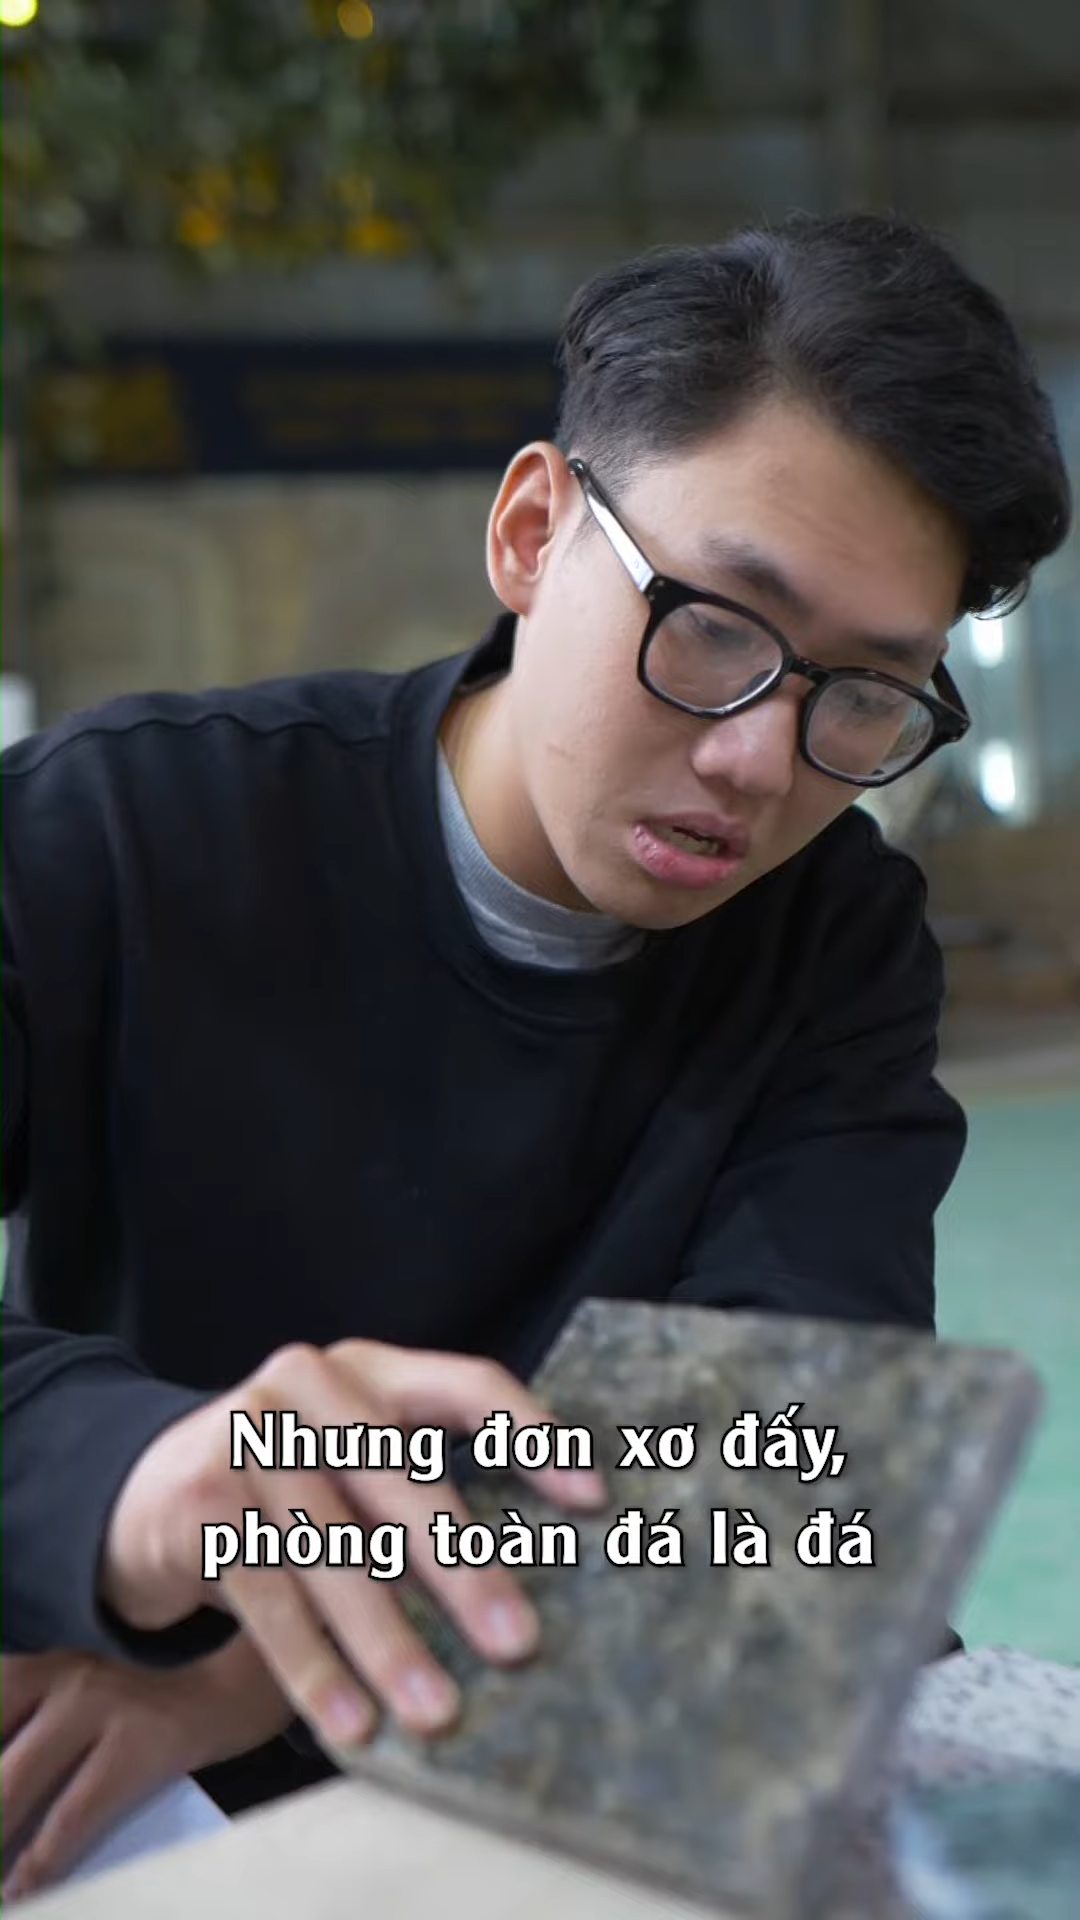 Nhưng đơn xơ đấy,
phòng toàn đá là đá